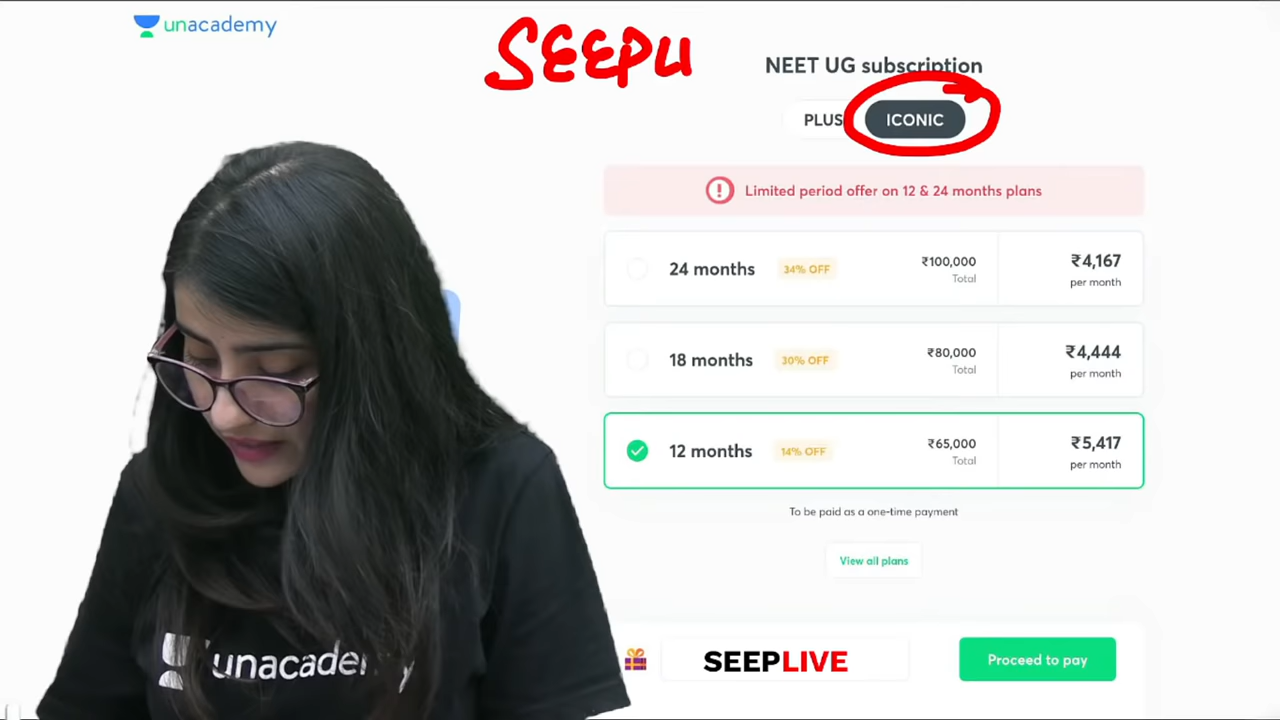 unacademy
SEEPLI
NEET UG subscription
PLUS
ICONIC
Limited period offer on 12 & 24 months plans
24 months 34% OFF ₹100,000 Total ₹4,167 per month
18 months 30% OFF ₹80,000 Total ₹4,444 per month
12 months 14% OFF ₹65,000 Total ₹5,417 per month
To be paid as a one-time payment
View all plans
SEEPLIVE
Proceed to pay
unacademy